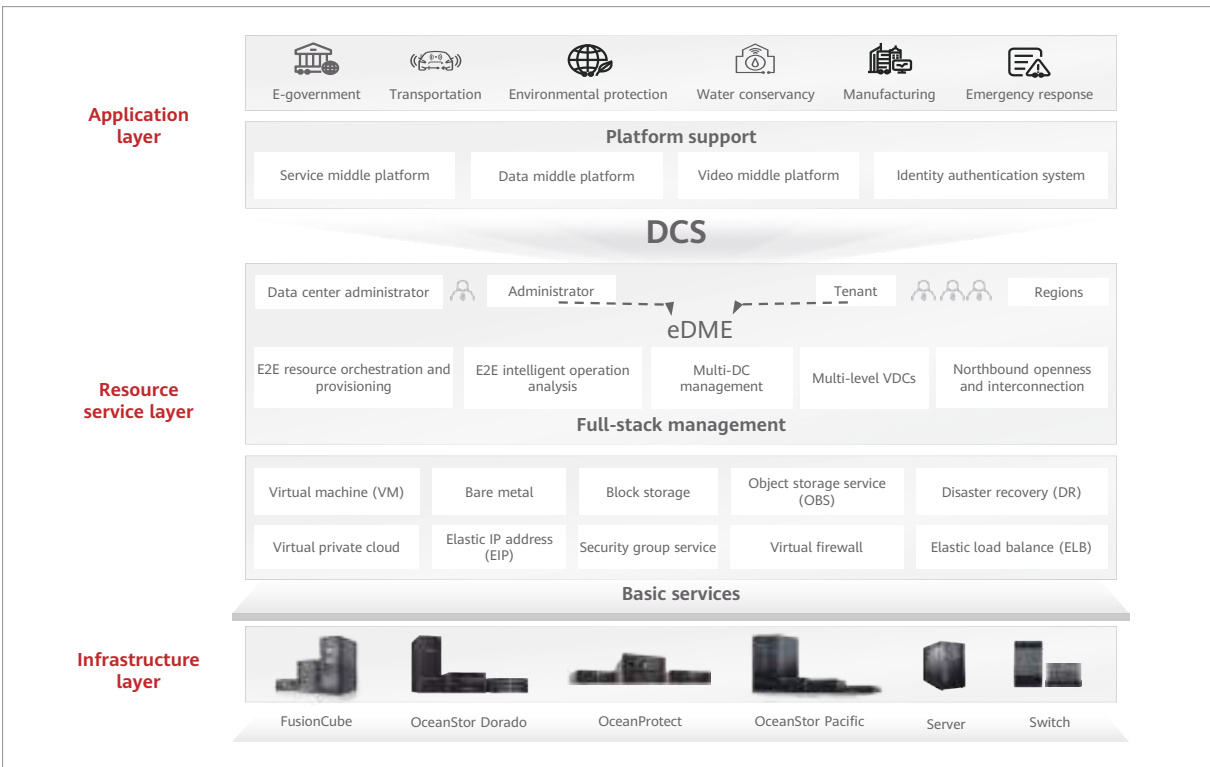 E-government
Transportation
Environmental protection
Water conservancy
Manufacturing
Emergency response
Application
layer
Platform support
Service middle platform
Data middle platform
Video middle platform
Identity authentication system
DCS
Data center administrator
Administrator
Tenant
Regions
eDME
E2E resource orchestration and
provisioning
E2E intelligent operation
analysis
Multi-DC
management
Multi-level VDCs
Northbound openness
and interconnection
Resource
service layer
Full-stack management
Virtual machine (VM)
Bare metal
Block storage
Object storage service
(OBS)
Disaster recovery (DR)
Virtual private cloud
Elastic IP address
(EIP)
Security group service
Virtual firewall
Elastic load balance (ELB)
Basic services
Infrastructure
layer
FusionCube
OceanStor Dorado
OceanProtect
OceanStor Pacific
Server
Switch